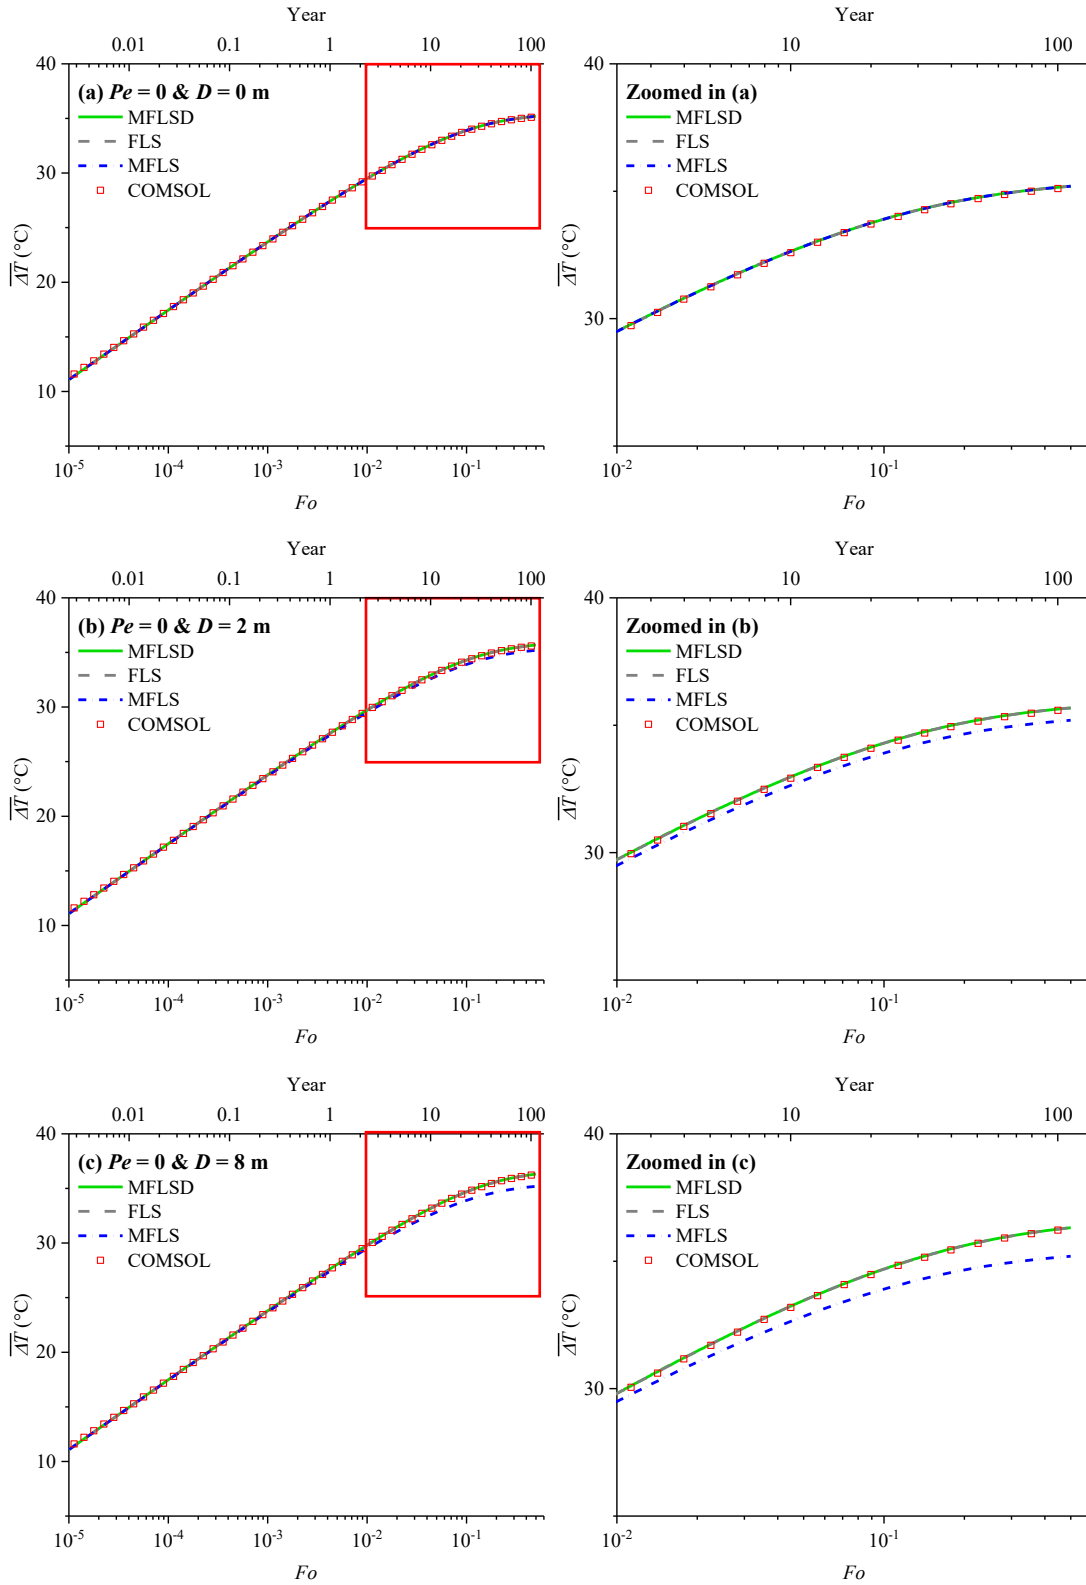 Year
0.01 0.1 1 10 100
40
(a) Pe = 0 & D = 0 m
MFLSD
FLS
MFLS
COMSOL
30
20
10
ΔT (°C)
10-5 10-4 10-3 10-2 10-1
Fo
Year
10 100
40
Zoomed in (a)
MFLSD
FLS
MFLS
COMSOL
30
ΔT (°C)
10-2 10-1
Fo
Year
0.01 0.1 1 10 100
40
(b) Pe = 0 & D = 2 m
MFLSD
FLS
MFLS
COMSOL
30
20
10
ΔT (°C)
10-5 10-4 10-3 10-2 10-1
Fo
Year
10 100
40
Zoomed in (b)
MFLSD
FLS
MFLS
COMSOL
30
ΔT (°C)
10-2 10-1
Fo
Year
0.01 0.1 1 10 100
40
(c) Pe = 0 & D = 8 m
MFLSD
FLS
MFLS
COMSOL
30
20
10
ΔT (°C)
10-5 10-4 10-3 10-2 10-1
Fo
Year
10 100
40
Zoomed in (c)
MFLSD
FLS
MFLS
COMSOL
30
ΔT (°C)
10-2 10-1
Fo